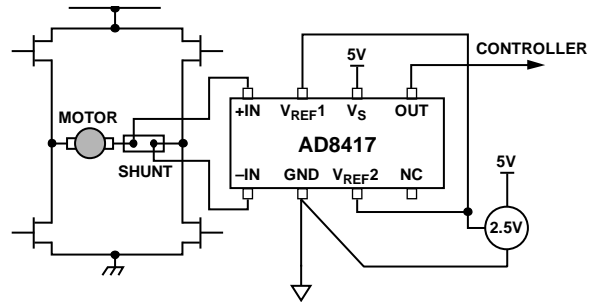 5V
CONTROLLER
+IN
VREF1
VS
OUT
MOTOR
AD8417
SHUNT
–IN
GND
VREF2
NC
5V
2.5V